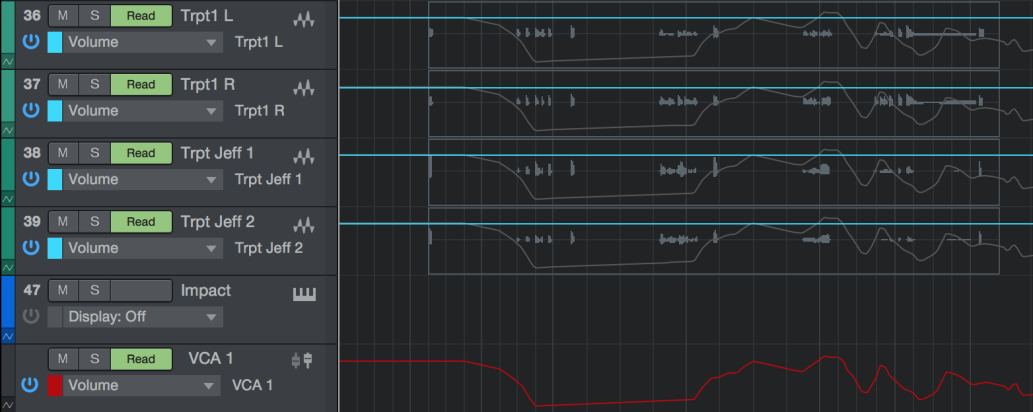 36 M S Read Trpt1 L
Volume Trpt1 L
37 M S Read Trpt1 R
Volume Trpt1 R
38 M S Read Trpt Jeff 1
Volume Trpt Jeff 1
39 M S Read Trpt Jeff 2
Volume Trpt Jeff 2
47 M S Impact
Display: Off
M S Read VCA 1
Volume VCA 1